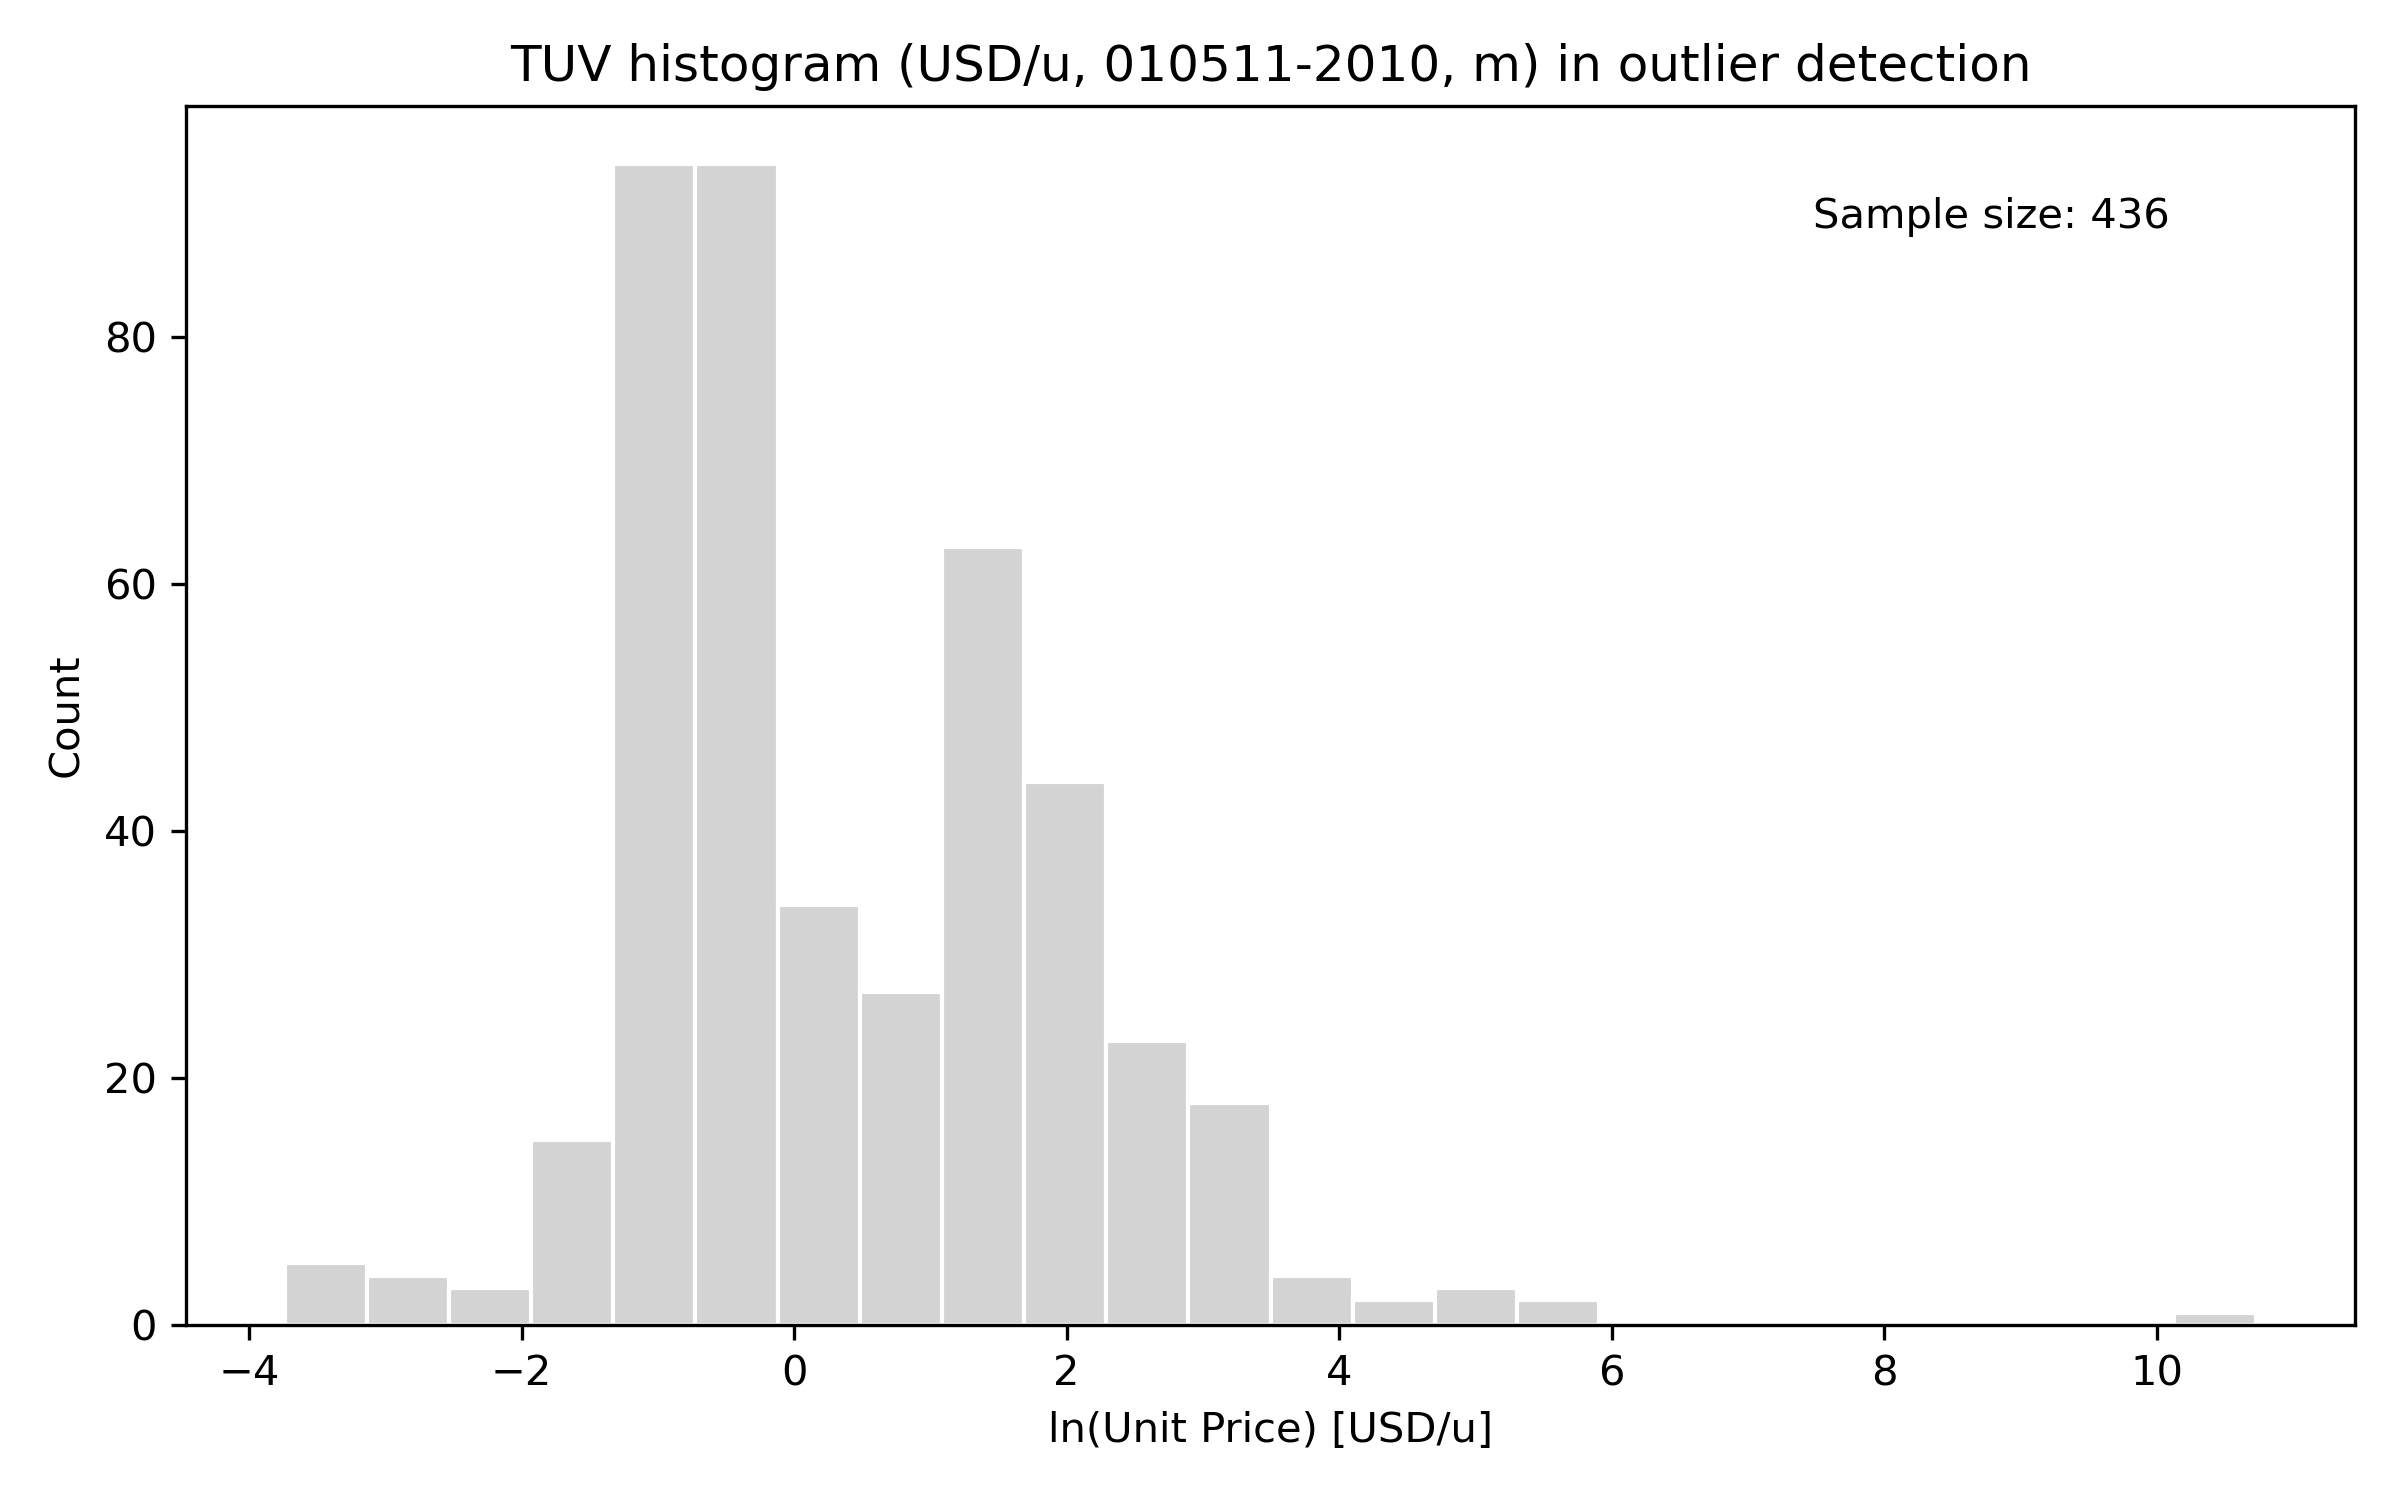 TUV histogram (USD/u, 010511-2010, m) in outlier detection
Sample size: 436
80
60
40
20
0
Count
−4 −2 0 2 4 6 8 10
ln(Unit Price) [USD/u]